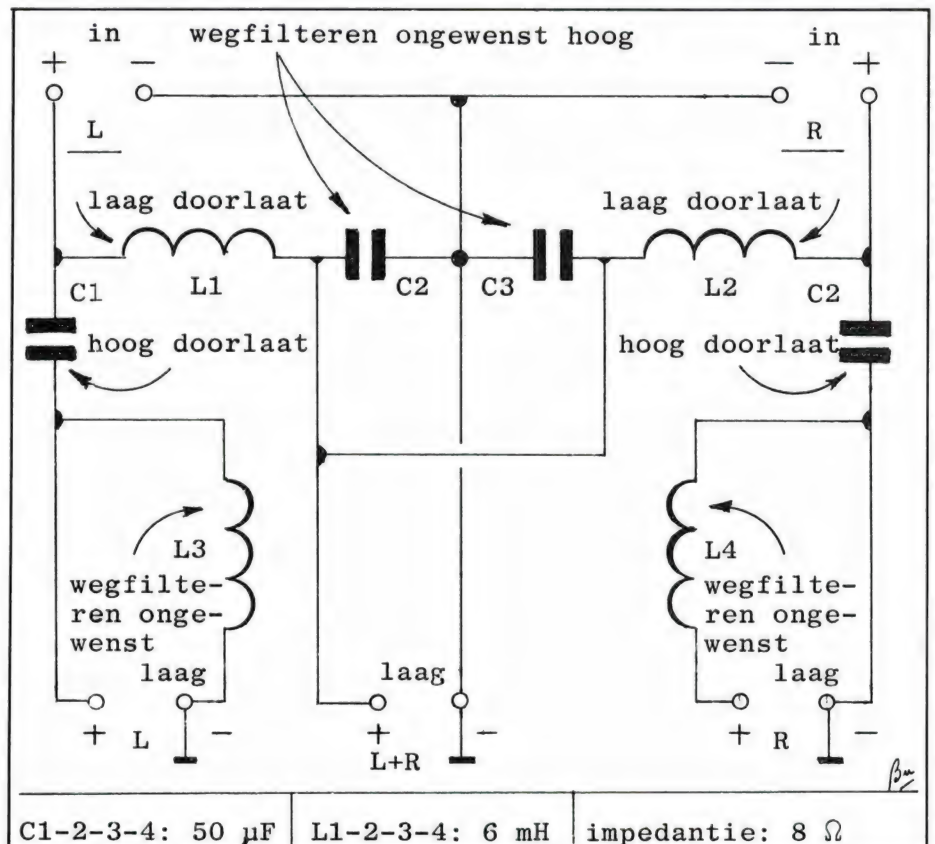 in wegfilteren ongewenst hoog in
+ − − +
L R
laag doorlaat laag doorlaat
C1 L1 C2 C3 L2 C2
hoog doorlaat hoog doorlaat
L3 L4
wegfilte-
ren onge-
wenst
laag
wegfilte-
ren onge-
wenst
laag
laag
+ L −
+ L+R −
+ R −
C1-2-3-4: 50 µF L1-2-3-4: 6 mH impedantie: 8 Ω